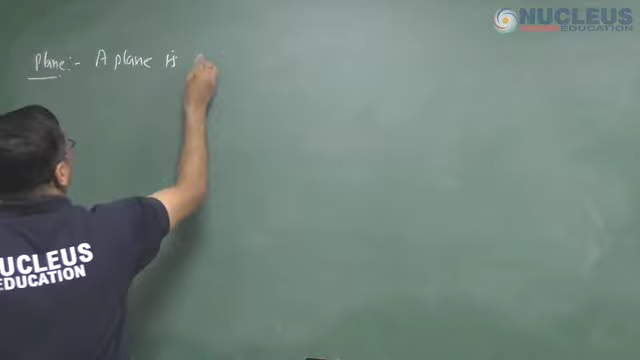 NUCLEUS
EDUCATION
Plane:- A plane is
NUCLEUS
EDUCATION